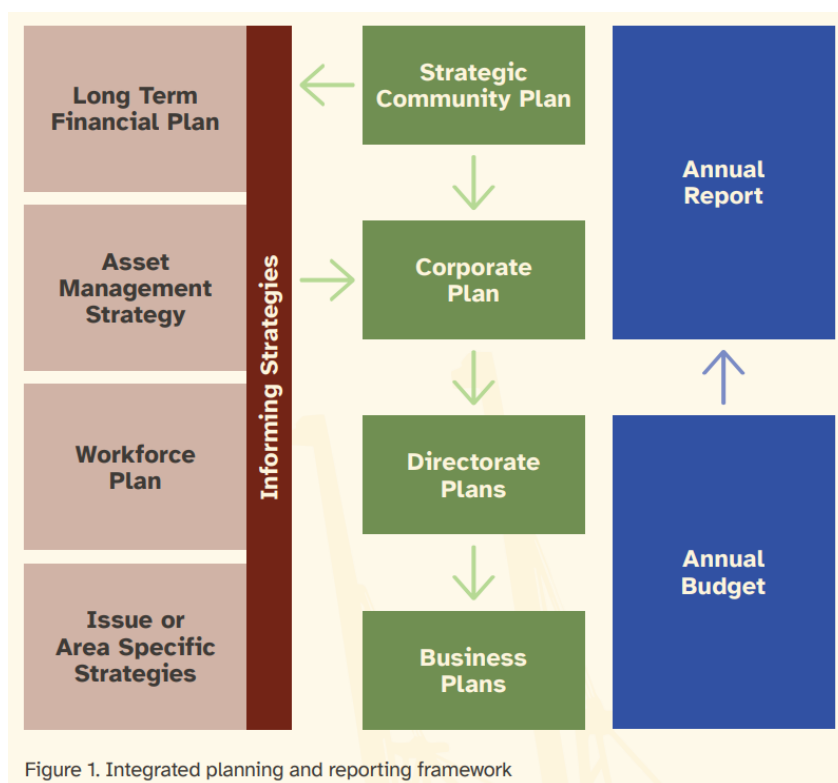 Long Term
Financial Plan
Asset
Management
Strategy
Workforce
Plan
Issue or
Area Specific
Strategies
Informing Strategies
Strategic
Community Plan
Corporate
Plan
Directorate
Plans
Business
Plans
Annual
Report
Annual
Budget
Figure 1. Integrated planning and reporting framework